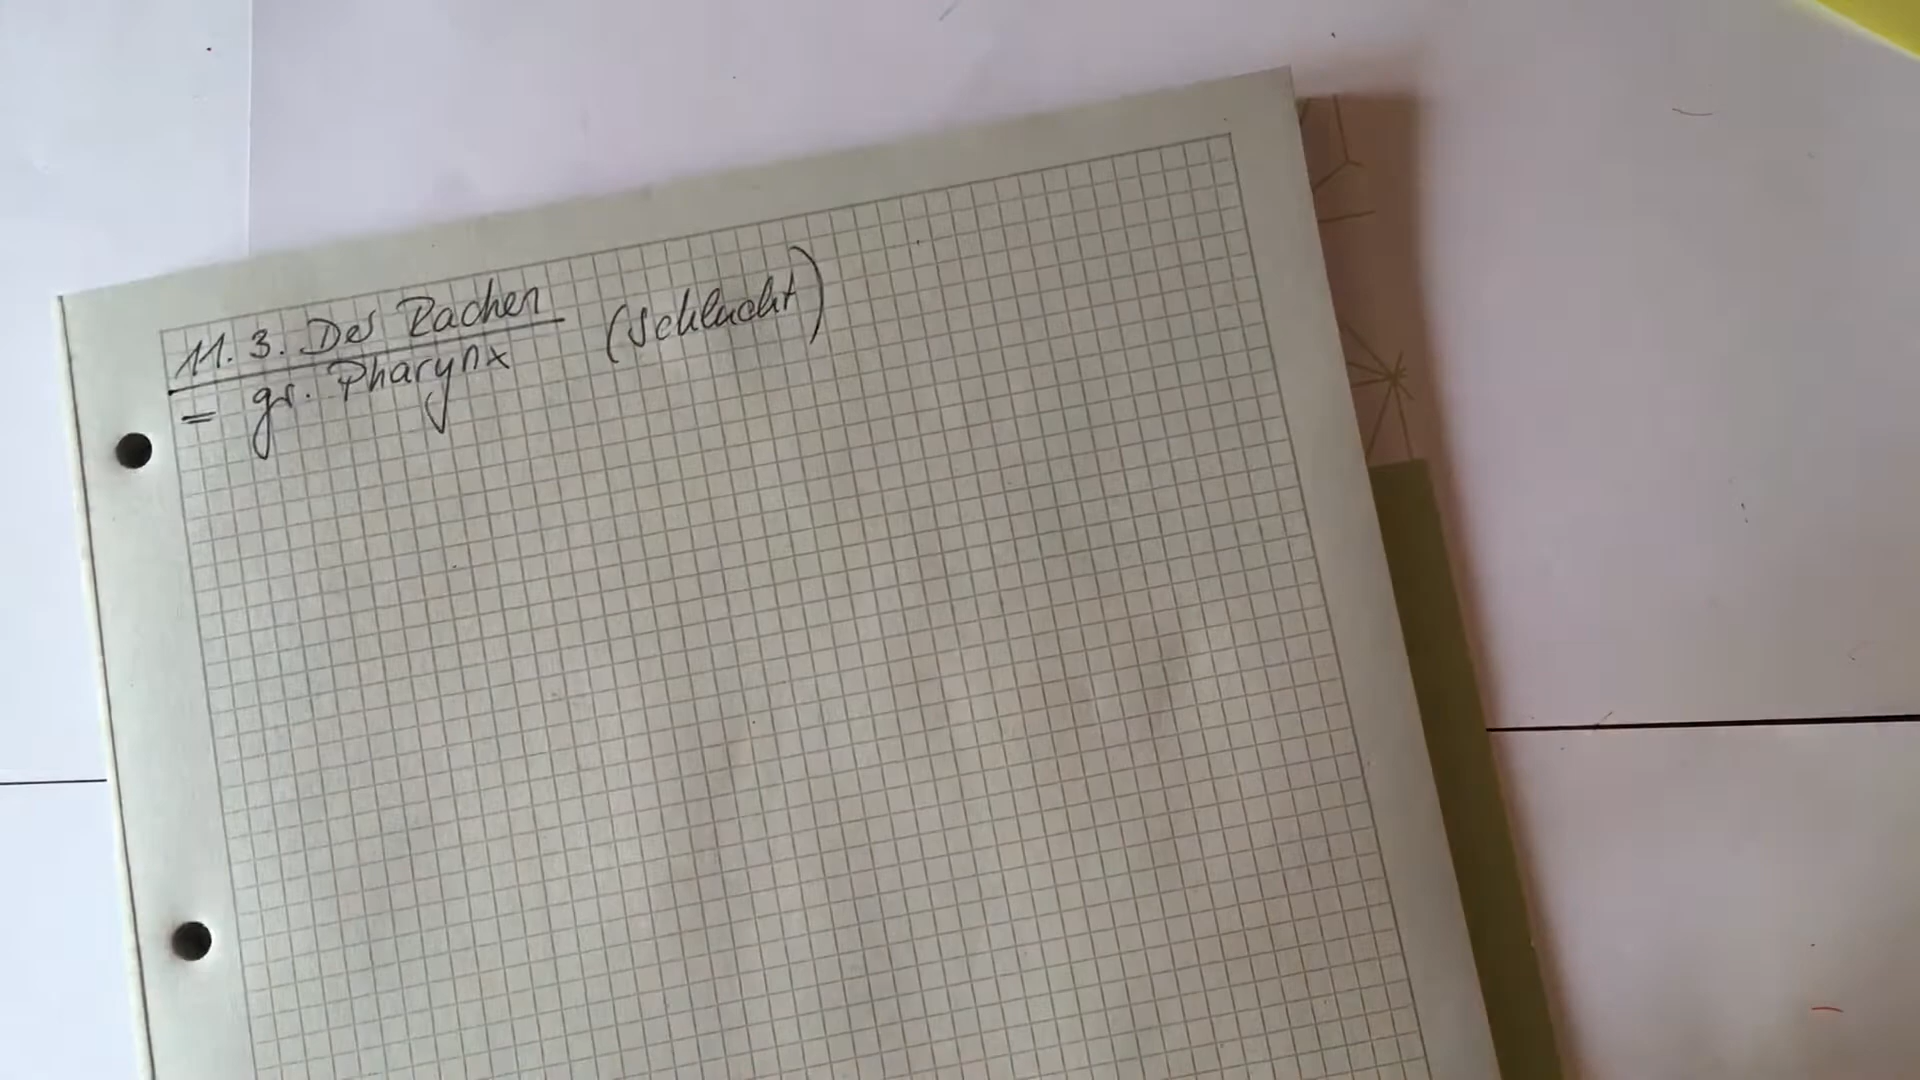 11.3. Der Rachen
= gr. Pharynx (Schlucht)